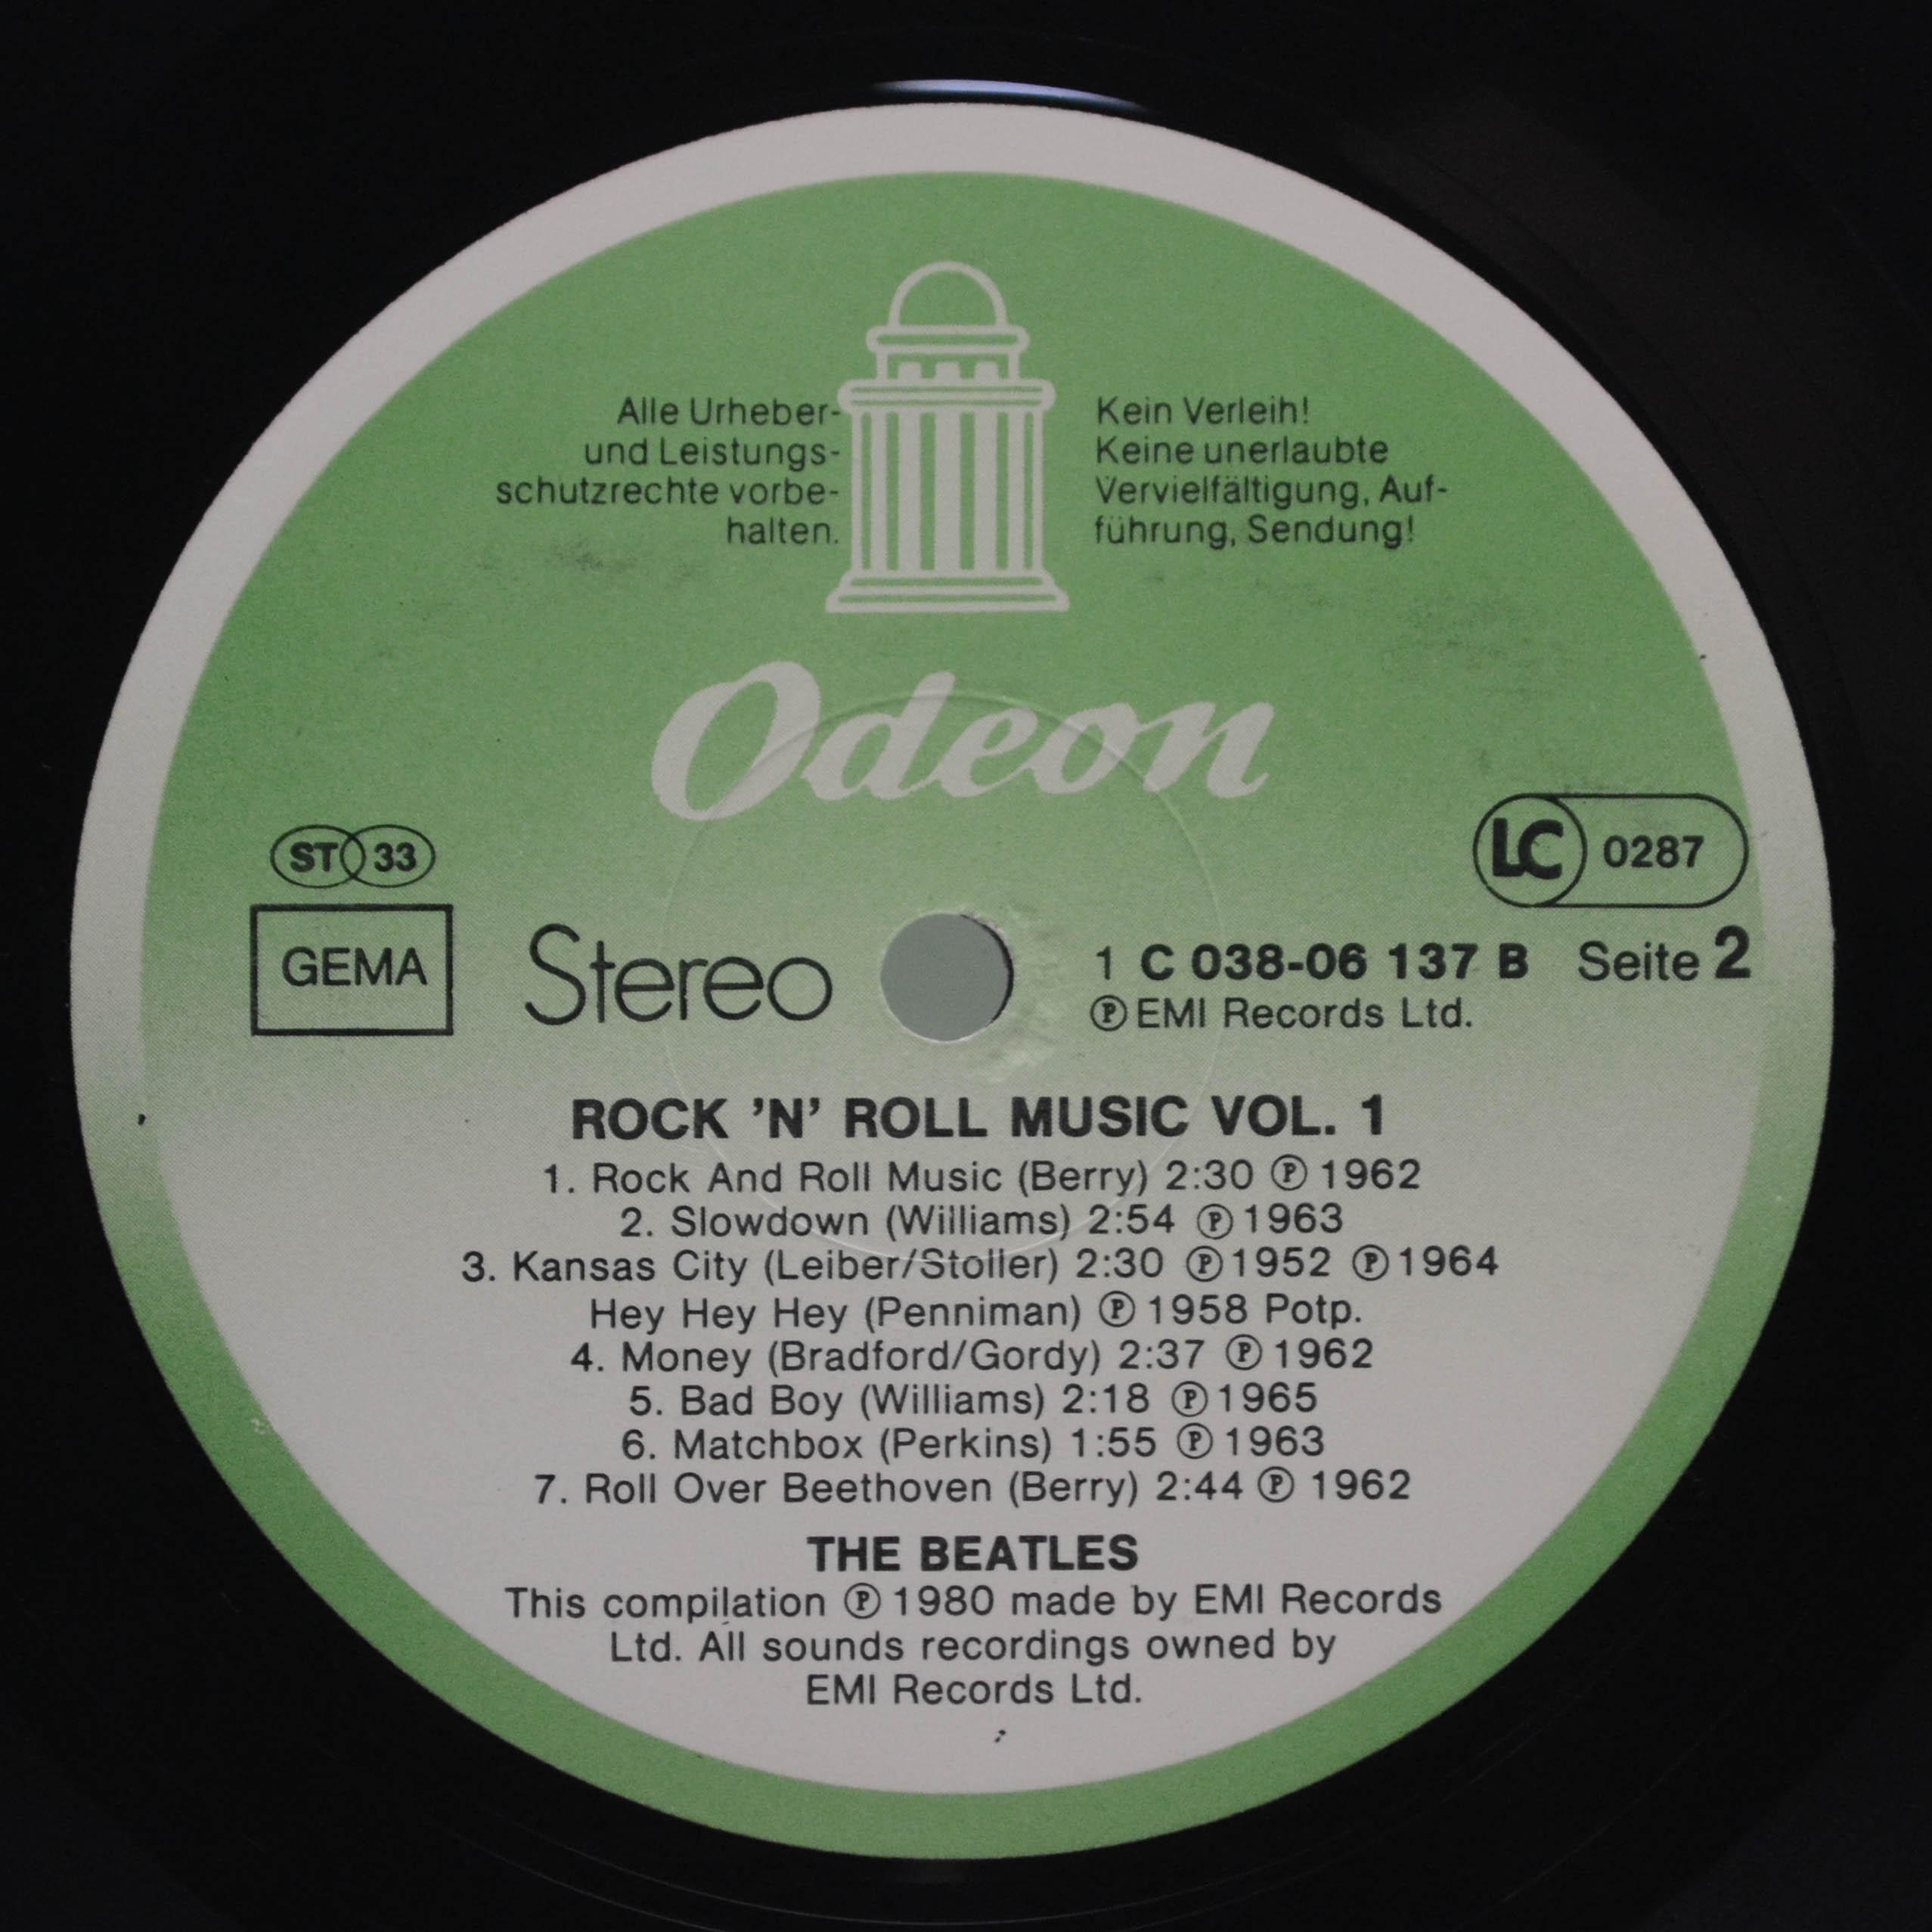 Alle Urheber-
und Leistungs-
schutzrechte vorbe-
halten.
Kein Verleih!
Keine unerlaubte
Vervielfältigung, Auf-
führung, Sendung!
Odeon
ST 33
LC 0287
GEMA
Stereo
1 C 038-06 137 B Seite 2
℗ EMI Records Ltd.
ROCK 'N' ROLL MUSIC VOL. 1
1. Rock And Roll Music (Berry) 2:30 ℗ 1962
2. Slowdown (Williams) 2:54 ℗ 1963
3. Kansas City (Leiber/Stoller) 2:30 ℗ 1952 ℗ 1964
Hey Hey Hey (Penniman) ℗ 1958 Potp.
4. Money (Bradford/Gordy) 2:37 ℗ 1962
5. Bad Boy (Williams) 2:18 ℗ 1965
6. Matchbox (Perkins) 1:55 ℗ 1963
7. Roll Over Beethoven (Berry) 2:44 ℗ 1962
THE BEATLES
This compilation ℗ 1980 made by EMI Records
Ltd. All sounds recordings owned by
EMI Records Ltd.